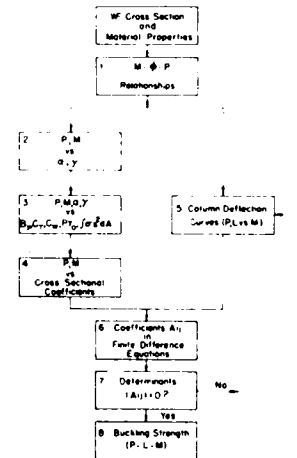 WF Cross Section
and
Material Properties
1
M - ϕ - P
Relationships
2
P, M
vs
α, γ
3
P, M, α, γ
vs
4
P, M
vs
Cross Sectional
Coefficients
5 Column Deflection
Curves (P, L vs M)
6 Coefficients Aij
in
Finite Difference
Equations
7 Determinants
|Aij| = 0 ?
No
Yes
8 Buckling Strength
(P - L - M)